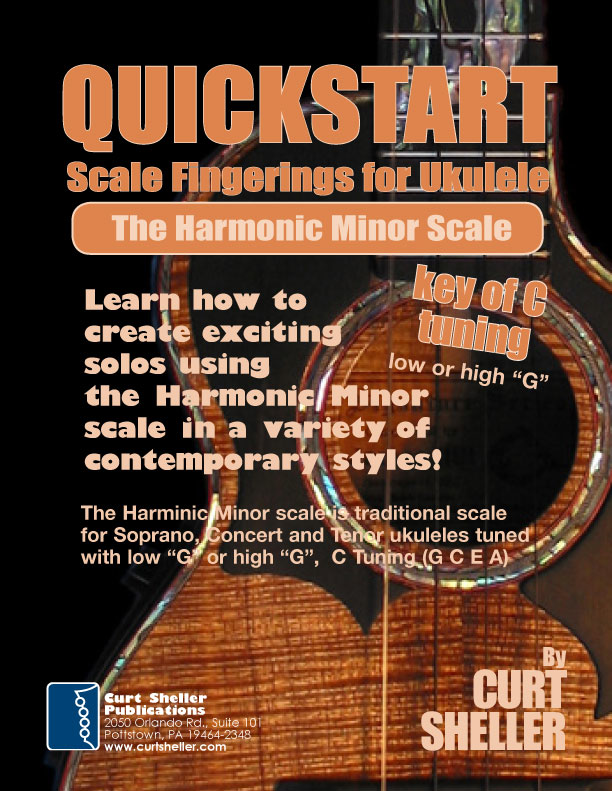 QUICKSTART
Scale Fingerings for Ukulele
The Harmonic Minor Scale
key of C
tuning
low or high “G”
Learn how to
create exciting
solos using
the Harmonic Minor
scale in a variety of
contemporary styles!
The Harminic Minor scale is traditional scale
for Soprano, Concert and Tenor ukuleles tuned
with low “G” or high “G”,  C Tuning (G C E A)
By
CURT
SHELLER
Curt Sheller
Publications
2050 Orlando Rd., Suite 101
Pottstown, PA 19464-2348
www.curtsheller.com